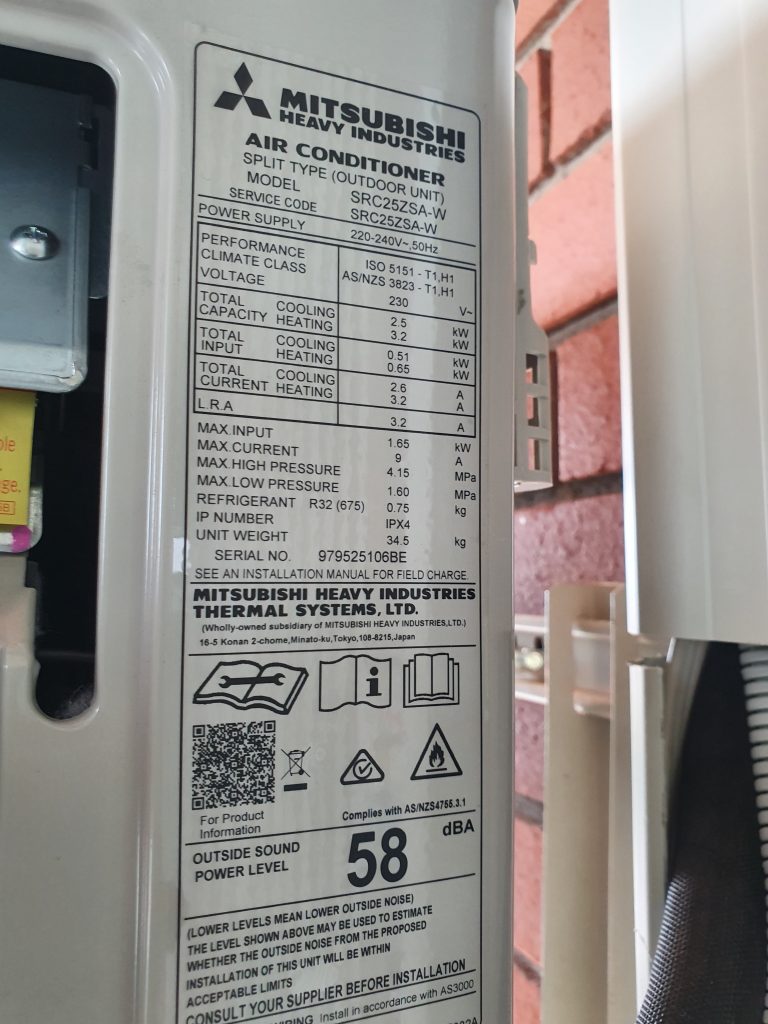 MITSUBISHI
HEAVY INDUSTRIES
AIR CONDITIONER
SPLIT TYPE (OUTDOOR UNIT)
MODEL SRC25ZSA-W
SERVICE CODE SRC25ZSA-W
POWER SUPPLY 220-240V~,50Hz
PERFORMANCE
CLIMATE CLASS ISO 5151 - T1,H1
AS/NZS 3823 - T1,H1
VOLTAGE 230 V~
TOTAL CAPACITY COOLING 2.5 kW
HEATING 3.2 kW
TOTAL INPUT COOLING 0.51 kW
HEATING 0.65 kW
TOTAL CURRENT COOLING 2.6 A
HEATING 3.2 A
L.R.A 3.2 A
MAX.INPUT 1.65 kW
MAX.CURRENT 9 A
MAX.HIGH PRESSURE 4.15 MPa
MAX.LOW PRESSURE 1.60 MPa
REFRIGERANT R32 (675) 0.75 kg
IP NUMBER IPX4
UNIT WEIGHT 34.5 kg
SERIAL NO. 979525106BE
SEE AN INSTALLATION MANUAL FOR FIELD CHARGE.
MITSUBISHI HEAVY INDUSTRIES
THERMAL SYSTEMS, LTD.
(Wholly-owned subsidiary of MITSUBISHI HEAVY INDUSTRIES,LTD.)
16-5 Konan 2-chome,Minato-ku,Tokyo,108-8215,Japan
i
For Product
Information
Complies with AS/NZS4755.3.1
OUTSIDE SOUND
POWER LEVEL 58 dBA
(LOWER LEVELS MEAN LOWER OUTSIDE NOISE)
THE LEVEL SHOWN ABOVE MAY BE USED TO ESTIMATE
WHETHER THE OUTSIDE NOISE FROM THE PROPOSED
INSTALLATION OF THIS UNIT WILL BE WITHIN
ACCEPTABLE LIMITS
CONSULT YOUR SUPPLIER BEFORE INSTALLATION
Install in accordance with AS3000